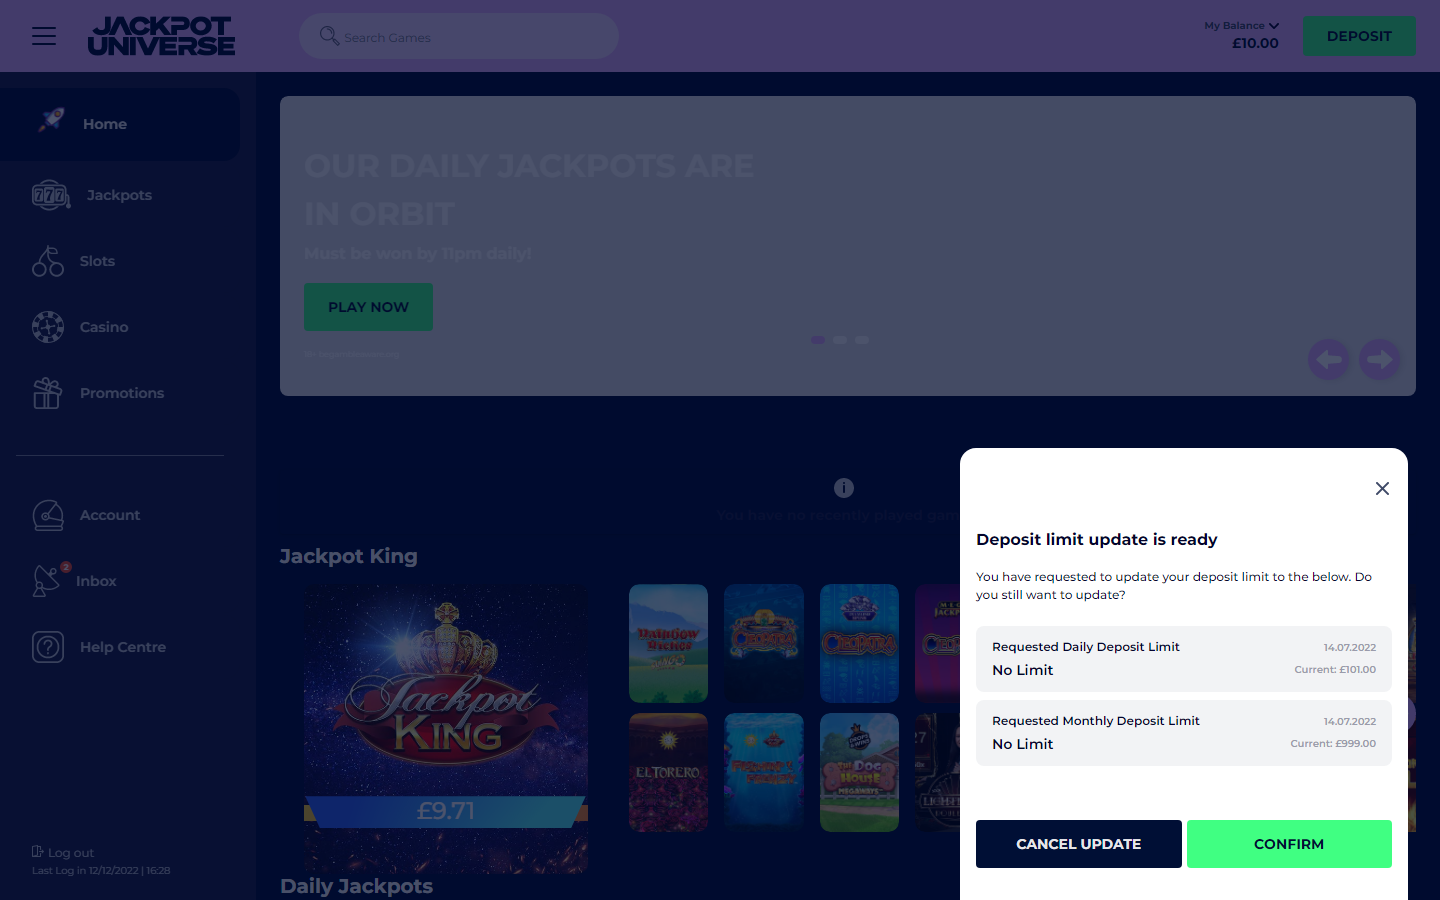 JACKPOT
UNIVERSE
Search Games
My Balance
£10.00
DEPOSIT
Home
Jackpots
Slots
Casino
Promotions
Account
2
Inbox
Help Centre
Log out
Last Log in 12/12/2022 | 16:28
OUR DAILY JACKPOTS ARE
IN ORBIT
Must be won by 11pm daily!
PLAY NOW
You have no recently played
Jackpot King
Jackpot
KING
£9.71
Rainbow
Riches
CLEOPATRA
CLEOPATRA
EL TORERO
THE DOG
HOUSE
MEGAWAYS
Daily Jackpots
Deposit limit update is ready
You have requested to update your deposit limit to the below. Do
you still want to update?
Requested Daily Deposit Limit
14.07.2022
No Limit
Current: £101.00
Requested Monthly Deposit Limit
14.07.2022
No Limit
Current: £999.00
CANCEL UPDATE
CONFIRM